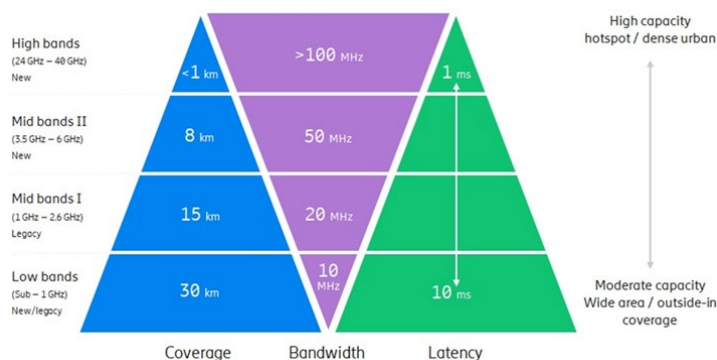 High bands
(24 GHz – 40 GHz)
New
<1 km
>100 MHz
1 ms
High capacity
hotspot / dense urban
Mid bands II
(3.5 GHz – 6 GHz)
New
8 km
50 MHz
Mid bands I
(1 GHz – 2.6 GHz)
Legacy
15 km
20 MHz
Low bands
(Sub – 1 GHz)
New/legacy
30 km
10
MHz
10 ms
Moderate capacity
Wide area / outside-in
coverage
Coverage
Bandwidth
Latency